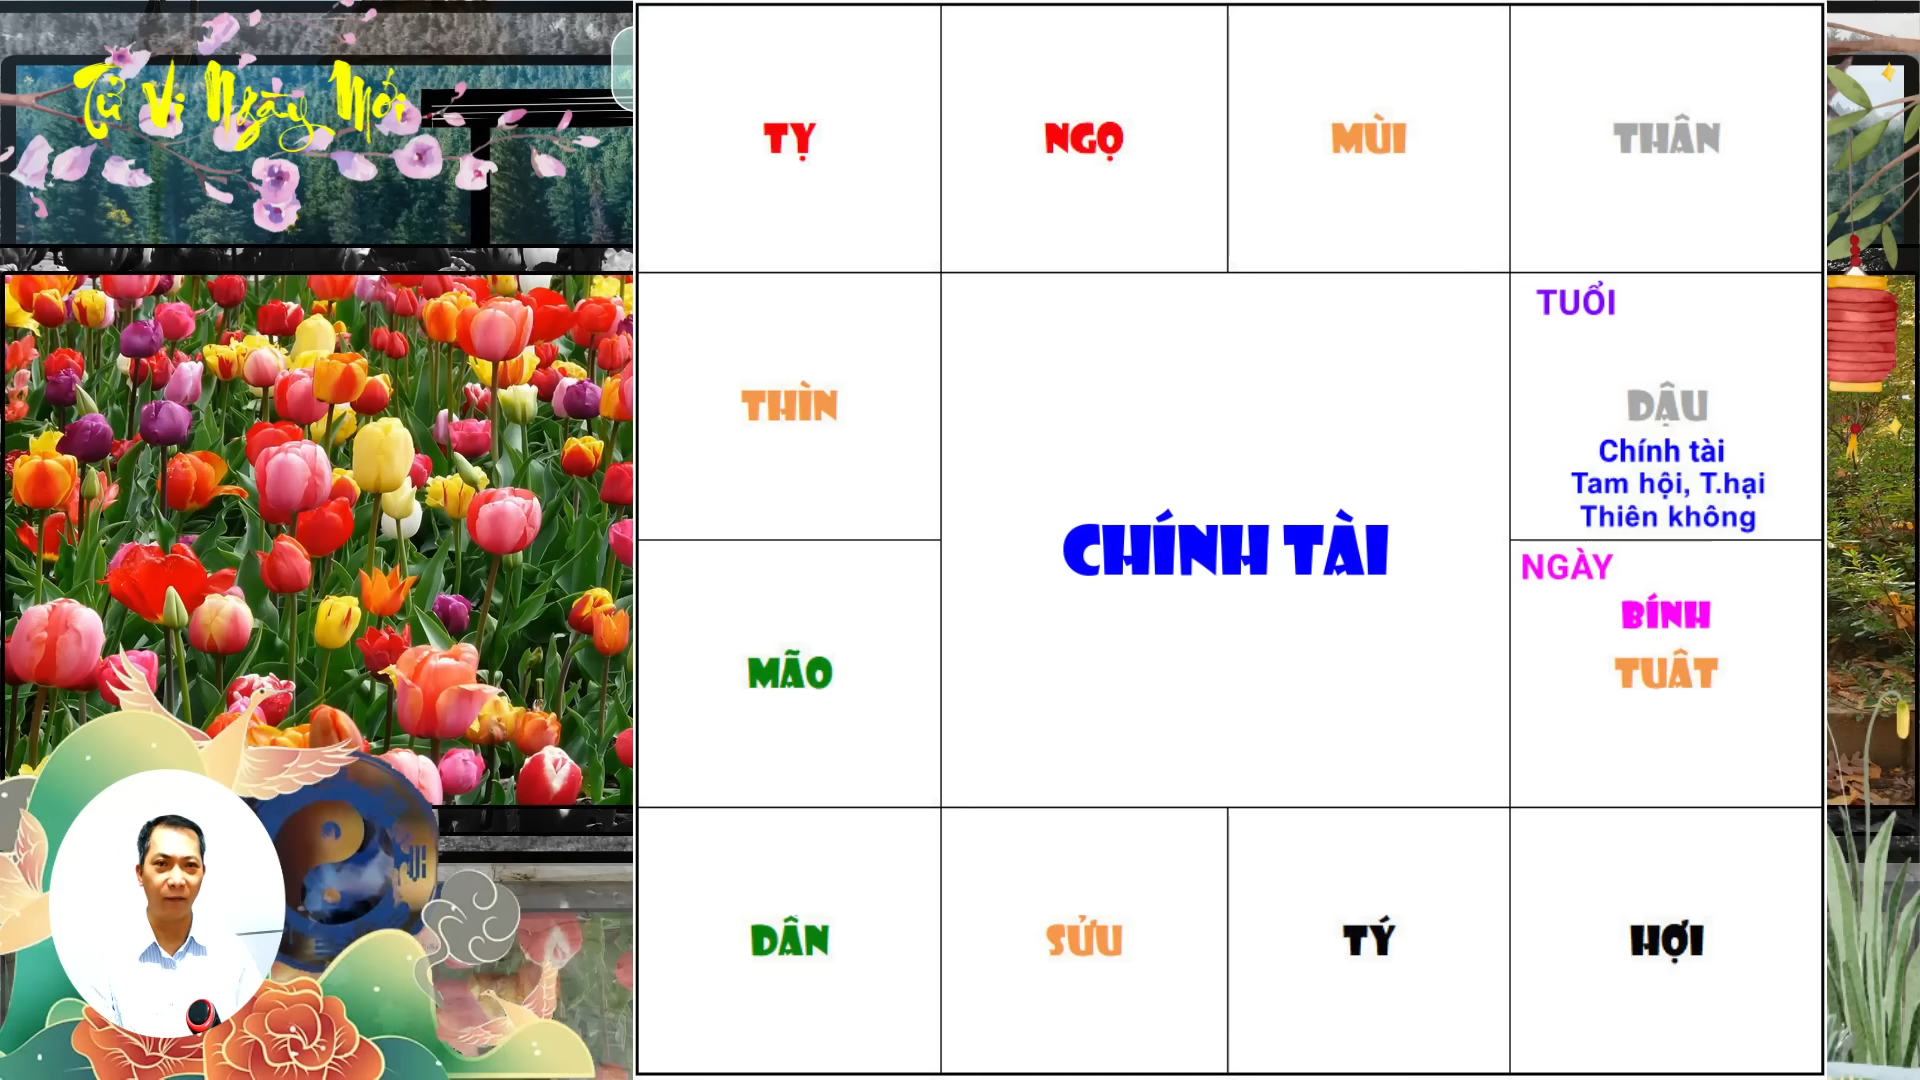 Tử Vi Ngày Mới
TỴ
NGỌ
MÙI
THÂN
THÌN
TUỔI
DẬU
Chính tài
Tam hội, T.hại
Thiên không
CHÍNH TÀI
MÃO
NGÀY
BÍNH
TUẤT
DẦN
SỬU
TÝ
HỢI